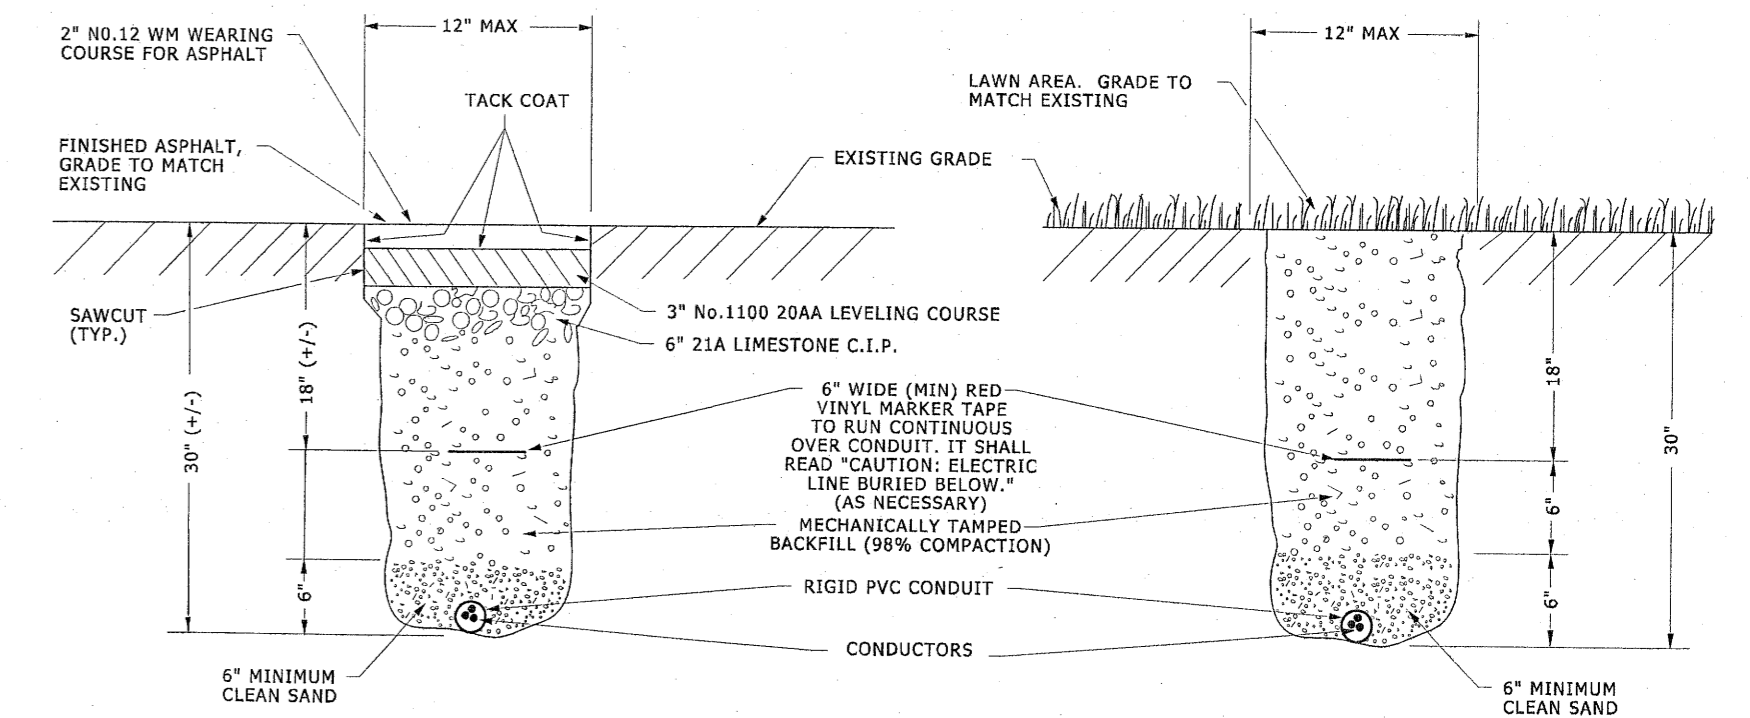 2" N0.12 WM WEARING
COURSE FOR ASPHALT
12" MAX
TACK COAT
FINISHED ASPHALT,
GRADE TO MATCH
EXISTING
EXISTING GRADE
LAWN AREA. GRADE TO
MATCH EXISTING
12" MAX
SAWCUT
(TYP.)
3" No.1100 20AA LEVELING COURSE
6" 21A LIMESTONE C.I.P.
30" (+/-)
18" (+/-)
6"
6" WIDE (MIN) RED
VINYL MARKER TAPE
TO RUN CONTINUOUS
OVER CONDUIT. IT SHALL
READ "CAUTION: ELECTRIC
LINE BURIED BELOW."
(AS NECESSARY)
MECHANICALLY TAMPED
BACKFILL (98% COMPACTION)
RIGID PVC CONDUIT
CONDUCTORS
18"
6"
6"
30"
6" MINIMUM
CLEAN SAND
6" MINIMUM
CLEAN SAND